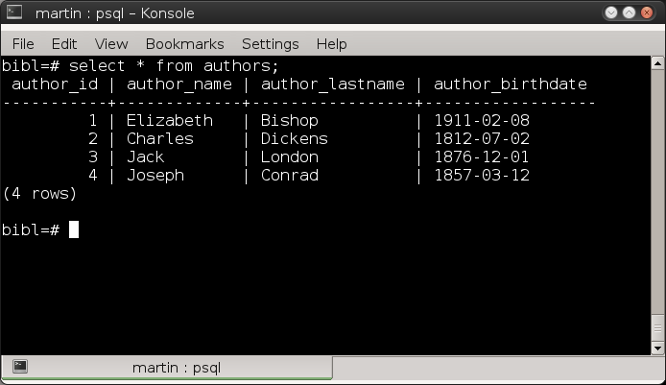 martin : psql – Konsole
File Edit View Bookmarks Settings Help
bibl=# select * from authors;
 author_id | author_name | author_lastname | author_birthdate
-----------+-------------+-----------------+------------------
         1 | Elizabeth   | Bishop          | 1911-02-08
         2 | Charles     | Dickens         | 1812-07-02
         3 | Jack        | London          | 1876-12-01
         4 | Joseph      | Conrad          | 1857-03-12
(4 rows)
bibl=#
martin : psql